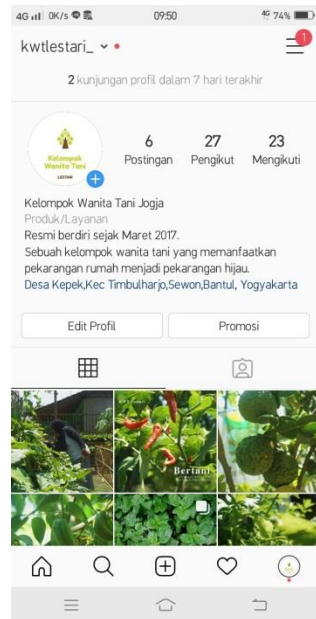 4G 0K/s 09:50 4G 74%
kwtlestari_
1
2 kunjungan profil dalam 7 hari terakhir
Kelompok
Wanita Tani
LESTARI
6 27 23
Postingan Pengikut Mengikuti
Kelompok Wanita Tani Jogja
Produk/Layanan
Resmi berdiri sejak Maret 2017.
Sebuah kelompok wanita tani yang memanfaatkan
pekarangan rumah menjadi pekarangan hijau.
Desa Kepek,Kec Timbulharjo,Sewon,Bantul, Yogyakarta
Edit Profil Promosi
Bertani